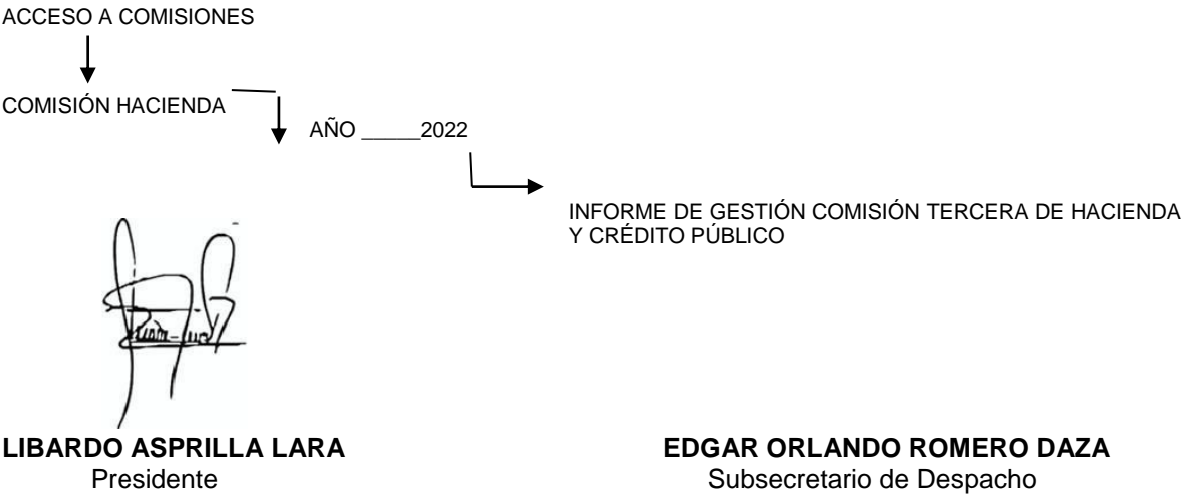 ACCESO A COMISIONES
COMISIÓN HACIENDA
AÑO _____2022
INFORME DE GESTIÓN COMISIÓN TERCERA DE HACIENDA
Y CRÉDITO PÚBLICO
LIBARDO ASPRILLA LARA EDGAR ORLANDO ROMERO DAZA
Presidente Subsecretario de Despacho